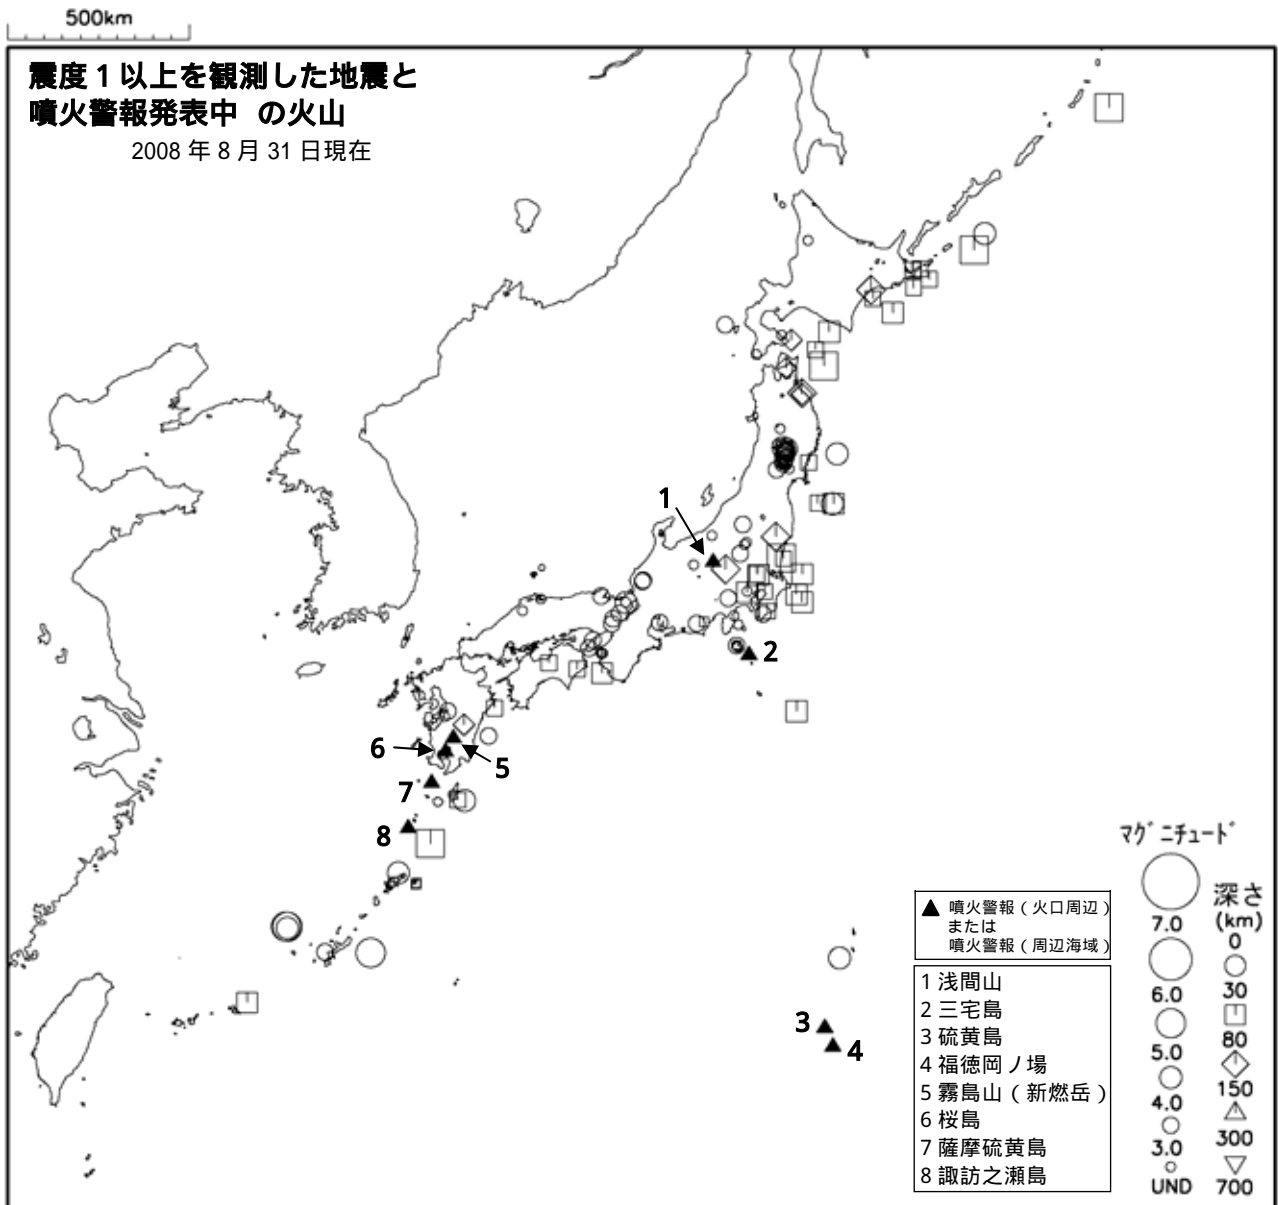 500km
震度１以上を観測した地震と
噴火警報発表中 の火山
2008 年 8 月 31 日現在
1
2
6
5
7
8
3
4
▲ 噴火警報（火口周辺）
または
噴火警報（周辺海域）
1 浅間山
2 三宅島
3 硫黄島
4 福徳岡ノ場
5 霧島山（新燃岳）
6 桜島
7 薩摩硫黄島
8 諏訪之瀬島
ﾏｸﾞﾆﾁｭｰﾄﾞ
7.0
6.0
5.0
4.0
3.0
UND
深さ
(km)
0
30
80
150
300
700